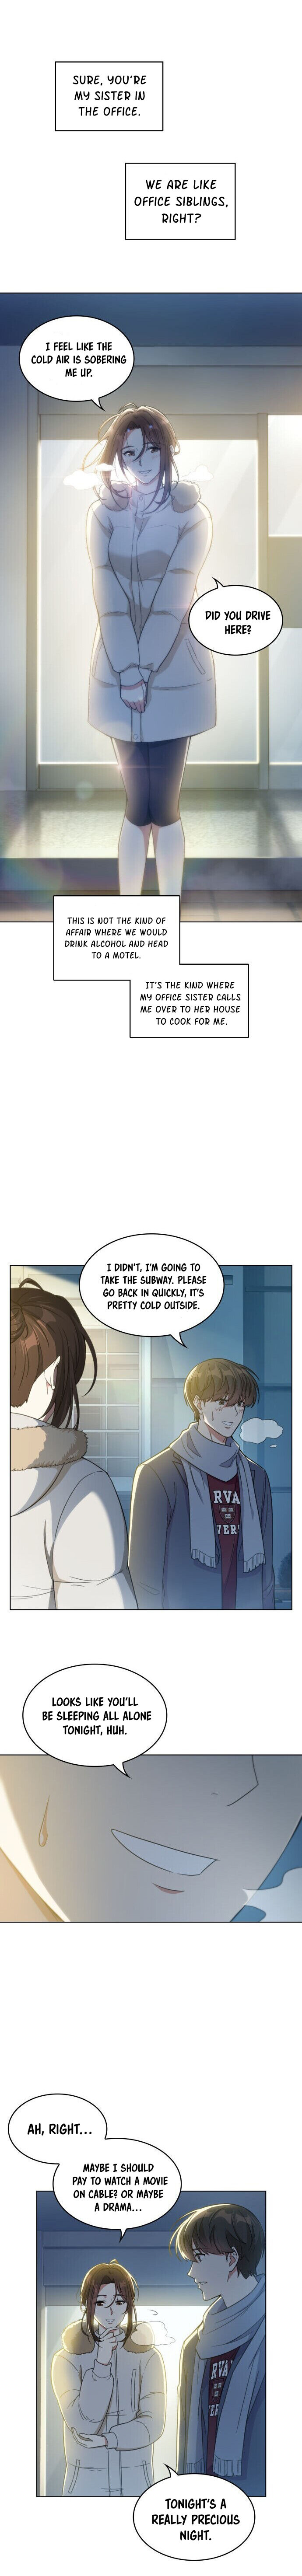 SURE, YOU'RE
MY SISTER IN
THE OFFICE.
WE ARE LIKE
OFFICE SIBLINGS,
RIGHT?
I FEEL LIKE THE
COLD AIR IS SOBERING
ME UP.
DID YOU DRIVE
HERE?
THIS IS NOT THE KIND OF
AFFAIR WHERE WE WOULD
DRINK ALCOHOL AND HEAD
TO A MOTEL.
IT'S THE KIND WHERE
MY OFFICE SISTER CALLS
ME OVER TO HER HOUSE
TO COOK FOR ME.
I DIDN'T, I'M GOING TO
TAKE THE SUBWAY. PLEASE
GO BACK IN QUICKLY, IT'S
PRETTY COLD OUTSIDE.
RVA
VER
LOOKS LIKE YOU'LL
BE SLEEPING ALL ALONE
TONIGHT, HUH.
AH, RIGHT...
MAYBE I SHOULD
PAY TO WATCH A MOVIE
ON CABLE? OR MAYBE
A DRAMA...
RVA
TONIGHT'S A
REALLY PRECIOUS
NIGHT.